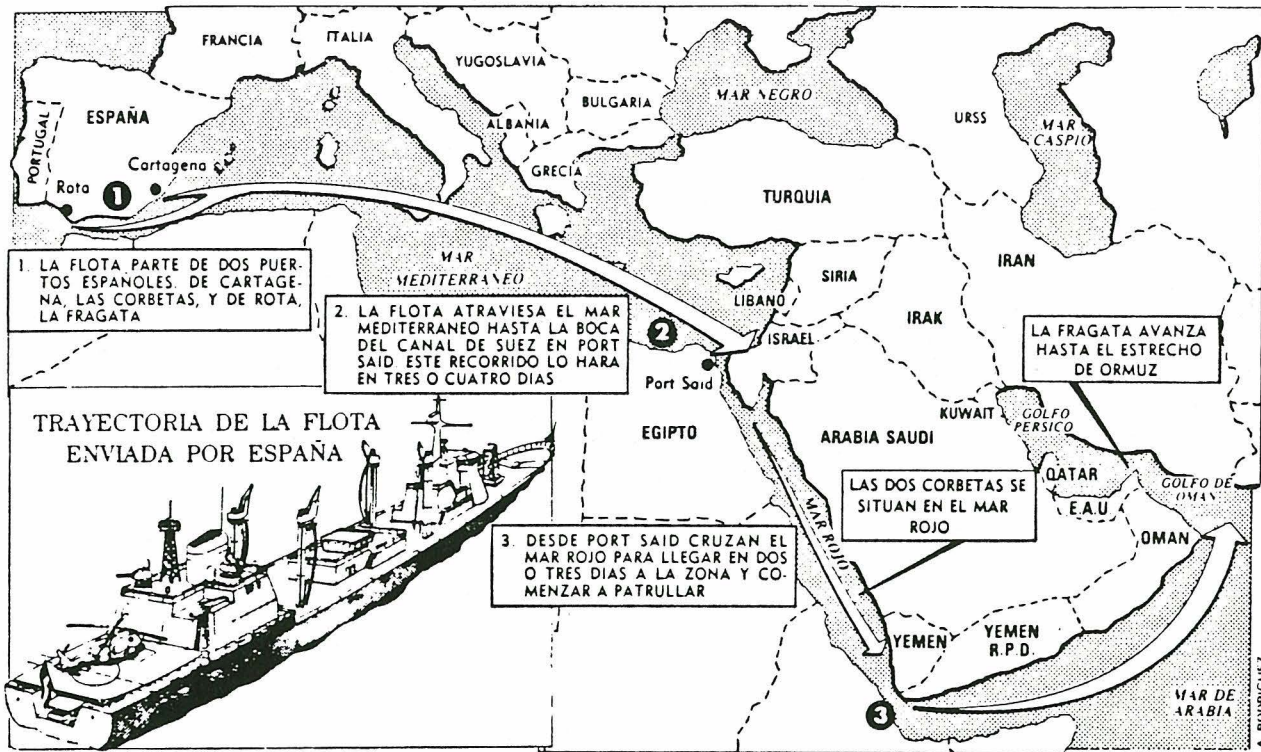 FRANCIA
ITALIA
YUGOSLAVIA
BULGARIA
MAR NEGRO
URSS
MAR
CASPIO
PORTUGAL
ESPAÑA
Cartagena
Rota
1
ALBANIA
GRECIA
TURQUIA
IRAN
1. LA FLOTA PARTE DE DOS PUER-
TOS ESPAÑOLES. DE CARTAGE-
NA, LAS CORBETAS, Y DE ROTA,
LA FRAGATA
MAR
MEDITERRANEO
2. LA FLOTA ATRAVIESA EL MAR
MEDITERRANEO HASTA LA BOCA
DEL CANAL DE SUEZ EN PORT
SAID. ESTE RECORRIDO LO HARA
EN TRES O CUATRO DIAS
2
Port Said
SIRIA
LIBANO
ISRAEL
IRAK
LA FRAGATA AVANZA
HASTA EL ESTRECHO
DE ORMUZ
TRAYECTORIA DE LA FLOTA
ENVIADA POR ESPAÑA
EGIPTO
ARABIA SAUDI
KUWAIT
GOLFO
PERSICO
QATAR
E.A.U
GOLFO DE
OMAN
OMAN
LAS DOS CORBETAS SE
SITUAN EN EL MAR
ROJO
MAR ROJO
3. DESDE PORT SAID CRUZAN EL
MAR ROJO PARA LLEGAR EN DOS
O TRES DIAS A LA ZONA Y CO-
MENZAR A PATRULLAR
YEMEN
YEMEN
R.P.D.
3
MAR DE
ARABIA